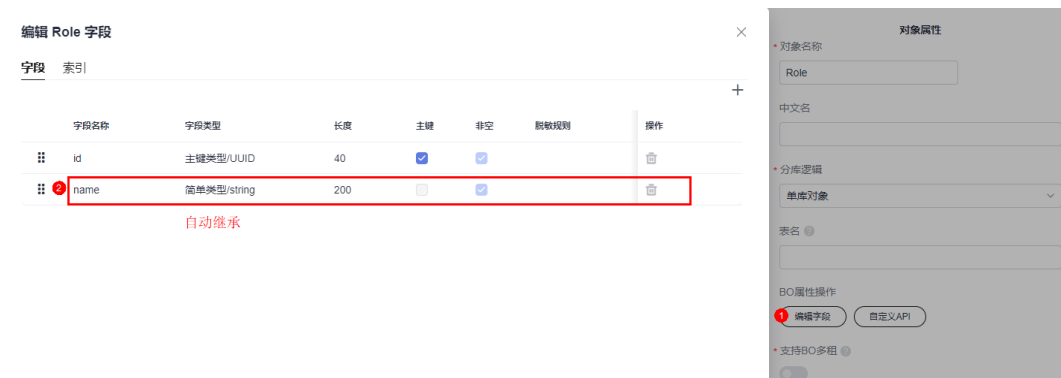 编辑 Role 字段
字段 索引
字段名称 字段类型 长度 主键 非空 脱敏规则 操作
id 主键类型/UUID 40
2 name 简单类型/string 200
自动继承
对象属性
* 对象名称
Role
中文名
* 分库逻辑
单库对象
表名
BO属性操作
1 编辑字段 自定义API
* 支持BO多租